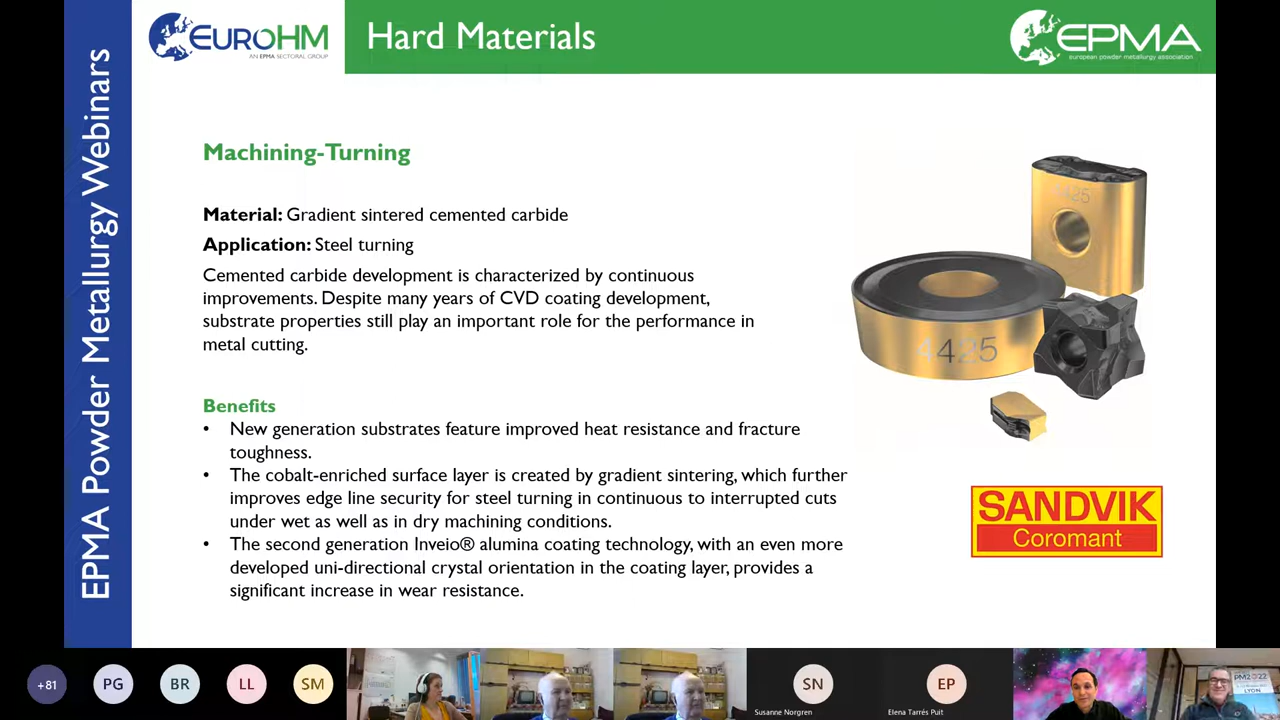 EPMA Powder Metallurgy Webinars
EUROHM
AN EPMA SECTORAL GROUP
Hard Materials
EPMA
european powder metallurgy association
Machining-Turning
Material: Gradient sintered cemented carbide
Application: Steel turning
Cemented carbide development is characterized by continuous
improvements. Despite many years of CVD coating development,
substrate properties still play an important role for the performance in
metal cutting.
4425
4425
Benefits
• New generation substrates feature improved heat resistance and fracture
toughness.
• The cobalt-enriched surface layer is created by gradient sintering, which further
improves edge line security for steel turning in continuous to interrupted cuts
under wet as well as in dry machining conditions.
• The second generation Inveio® alumina coating technology, with an even more
developed uni-directional crystal orientation in the coating layer, provides a
significant increase in wear resistance.
SANDVIK
Coromant
+81
PG
BR
LL
SM
SN
Susanne Norgren
EP
Elena Tarrés Puit
PM2022
LYON